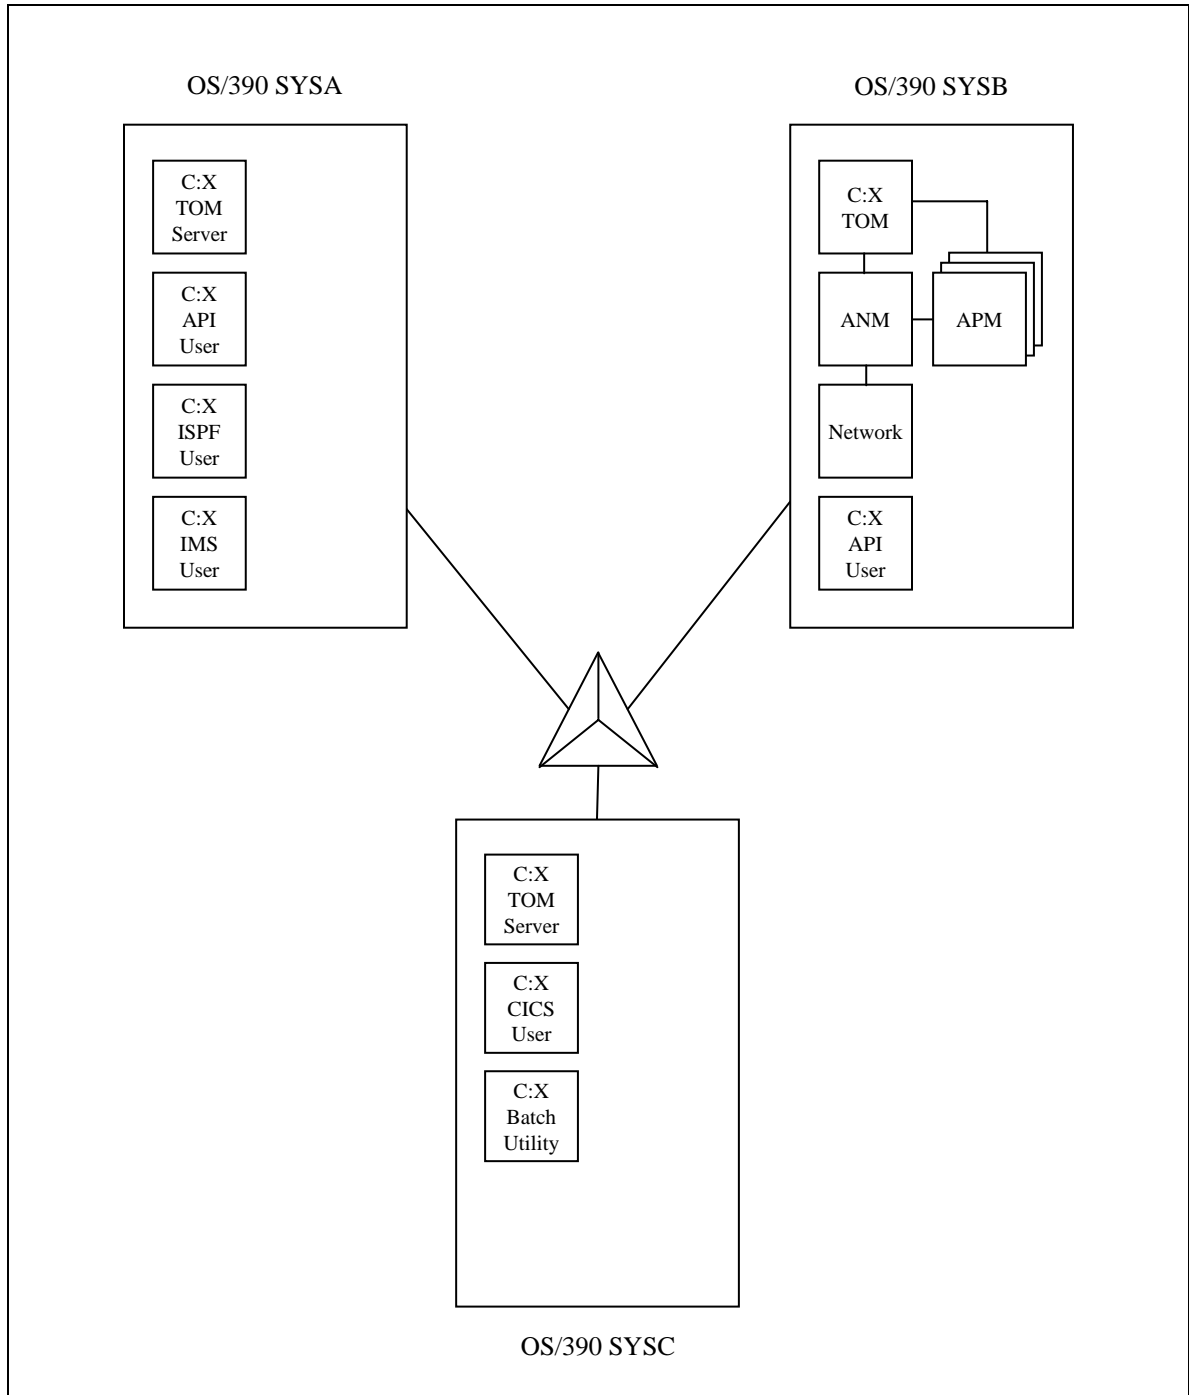 OS/390 SYSA
C:X
TOM
Server
C:X
API
User
C:X
ISPF
User
C:X
IMS
User
OS/390 SYSB
C:X
TOM
ANM
APM
Network
C:X
API
User
C:X
TOM
Server
C:X
CICS
User
C:X
Batch
Utility
OS/390 SYSC